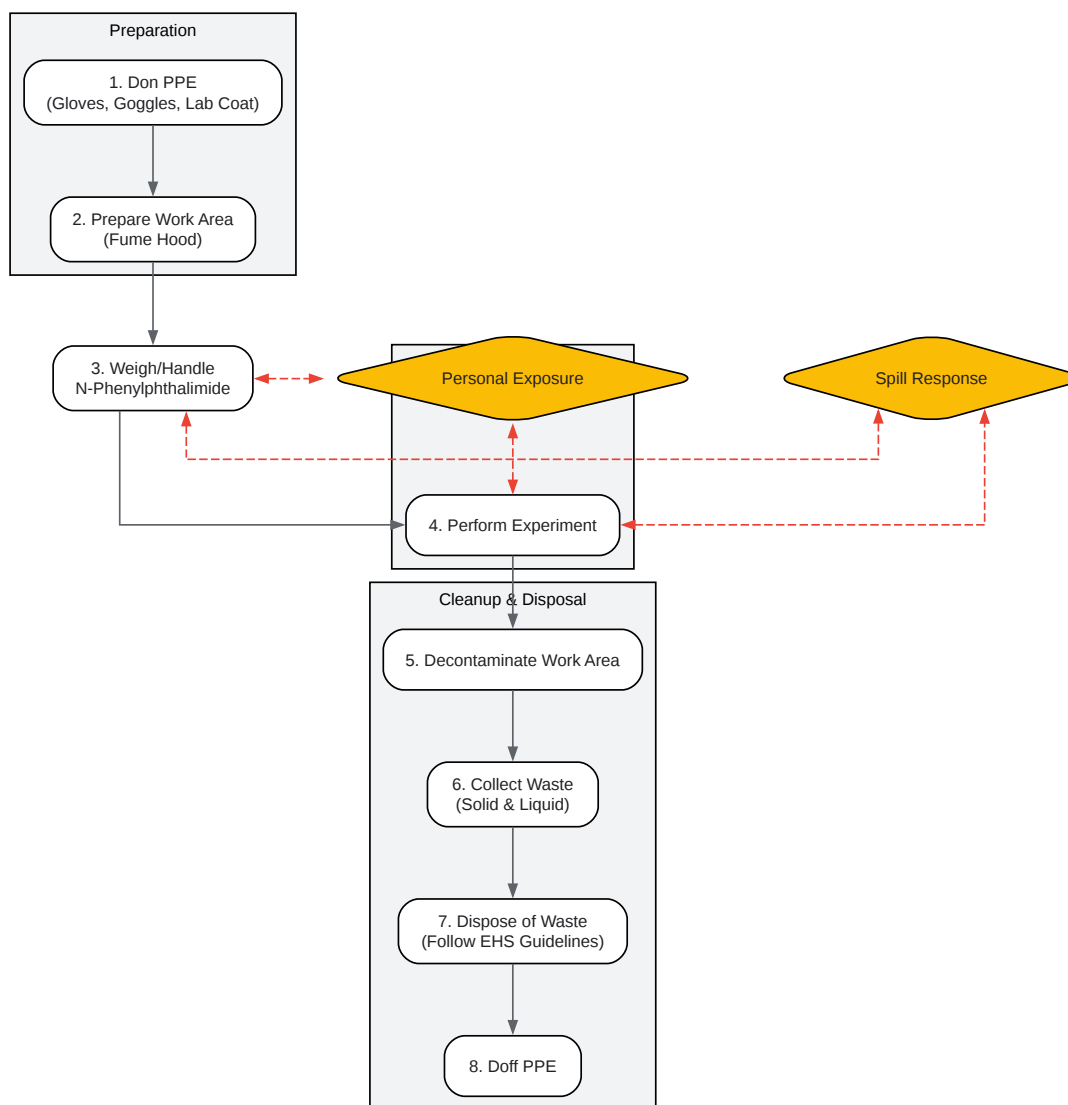 Preparation
1. Don PPE
(Gloves, Goggles, Lab Coat)
2. Prepare Work Area
(Fume Hood)
3. Weigh/Handle
N-Phenylphthalimide
Personal Exposure
Spill Response
4. Perform Experiment
Cleanup & Disposal
5. Decontaminate Work Area
6. Collect Waste
(Solid & Liquid)
7. Dispose of Waste
(Follow EHS Guidelines)
8. Doff PPE